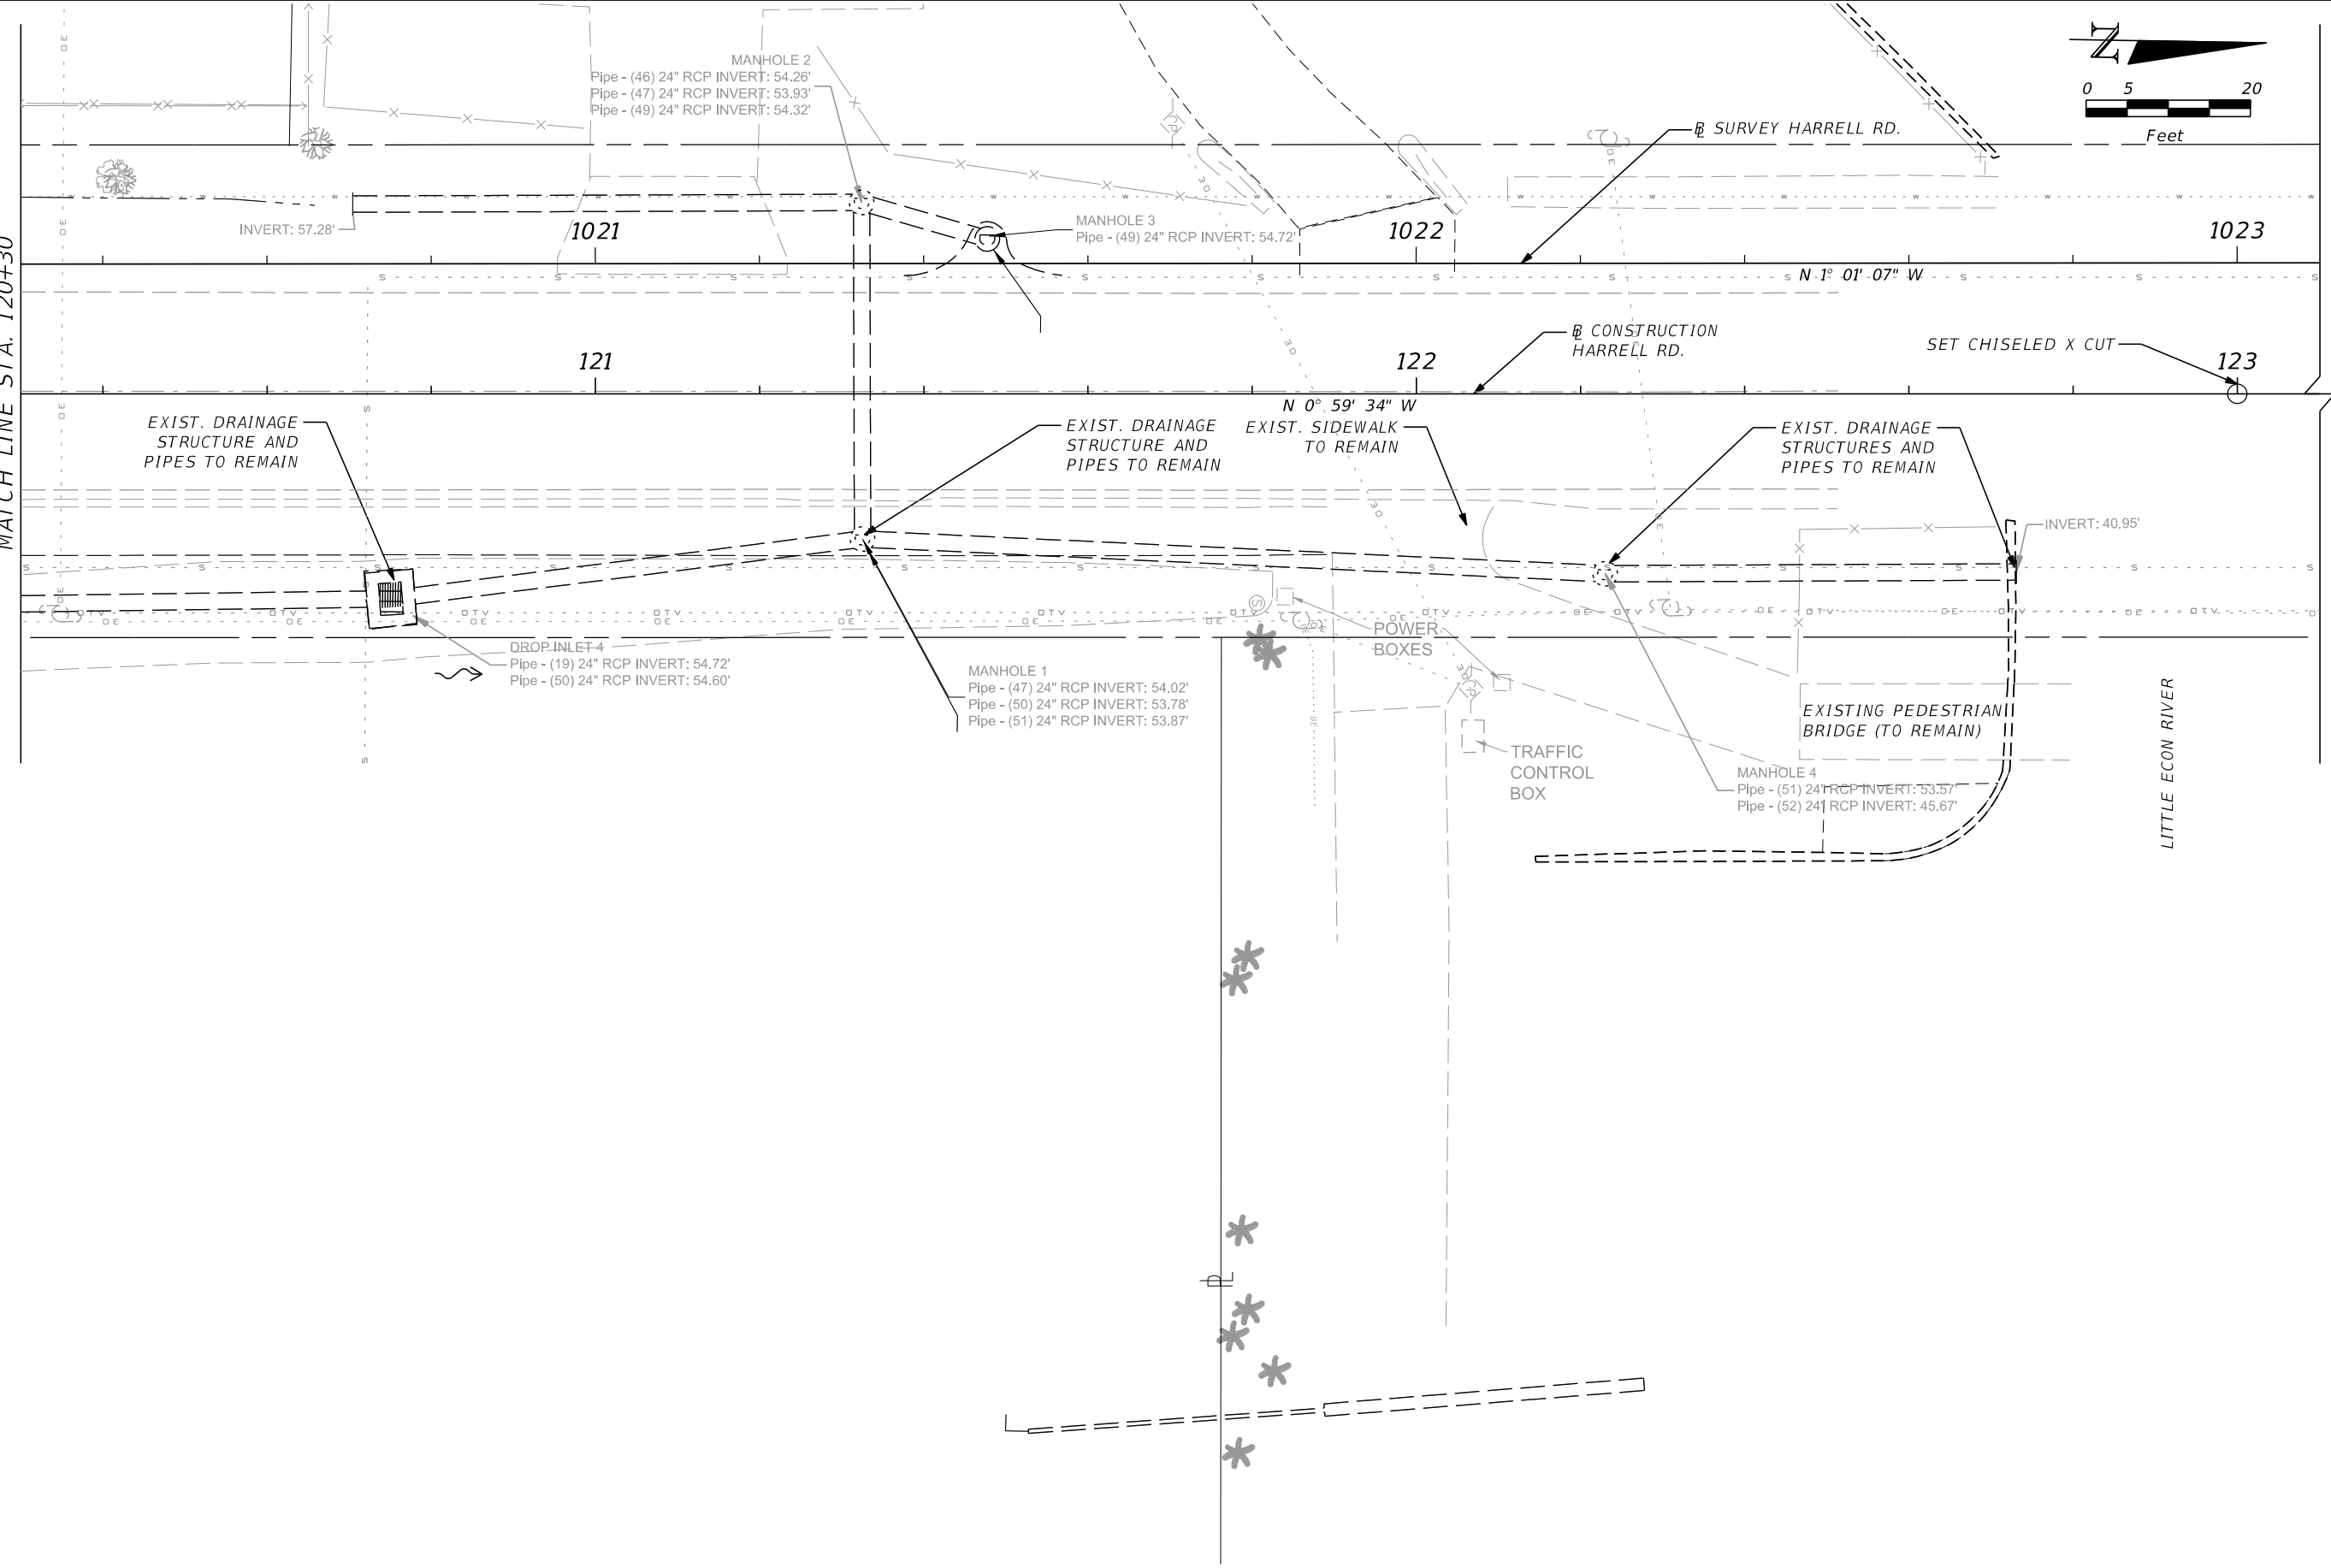 N
0 5 20
Feet
MANHOLE 2
Pipe - (46) 24" RCP INVERT: 54.26'
Pipe - (47) 24" RCP INVERT: 53.93'
Pipe - (49) 24" RCP INVERT: 54.32'
BL SURVEY HARRELL RD.
INVERT: 57.28'
MANHOLE 3
Pipe - (49) 24" RCP INVERT: 54.72'
1021
1022
1023
N 1° 01' 07" W
MATCH LINE STA. 120+30
BL CONSTRUCTION
HARRELL RD.
SET CHISELED X CUT
121
122
123
N 0° 59' 34" W
EXIST. DRAINAGE
STRUCTURE AND
PIPES TO REMAIN
EXIST. DRAINAGE
STRUCTURE AND
PIPES TO REMAIN
EXIST. SIDEWALK
TO REMAIN
EXIST. DRAINAGE
STRUCTURES AND
PIPES TO REMAIN
INVERT: 40.95'
DROP INLET 4
Pipe - (19) 24" RCP INVERT: 54.72'
Pipe - (50) 24" RCP INVERT: 54.60'
MANHOLE 1
Pipe - (47) 24" RCP INVERT: 54.02'
Pipe - (50) 24" RCP INVERT: 53.78'
Pipe - (51) 24" RCP INVERT: 53.87'
POWER
BOXES
TRAFFIC
CONTROL
BOX
EXISTING PEDESTRIAN
BRIDGE (TO REMAIN)
MANHOLE 4
Pipe - (51) 24" RCP INVERT: 53.57'
Pipe - (52) 24" RCP INVERT: 45.67'
LITTLE ECON RIVER
PL